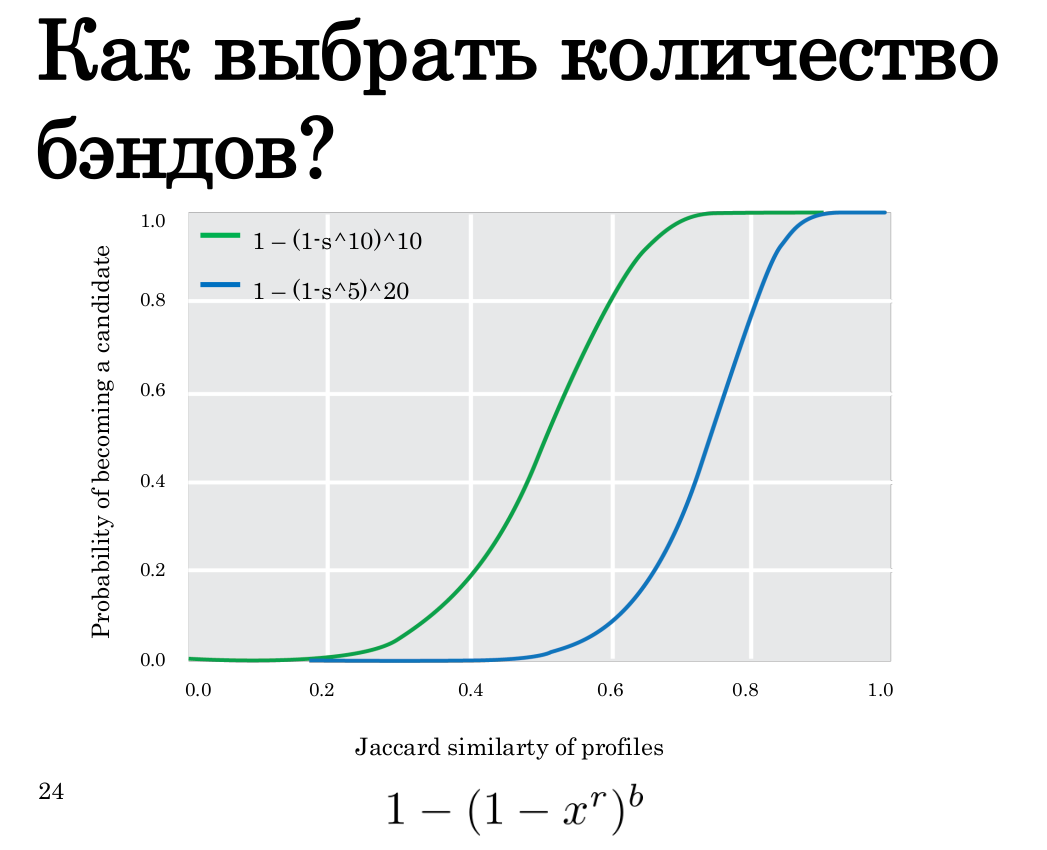 Как выбрать количество
бэндов?
1.0
0.8
0.6
0.4
0.2
0.0
Probability of becoming a candidate
1 – (1-s^10)^10
1 – (1-s^5)^20
0.0 0.2 0.4 0.6 0.8 1.0
Jaccard similarty of profiles
24
1 − (1 − x^r)^b